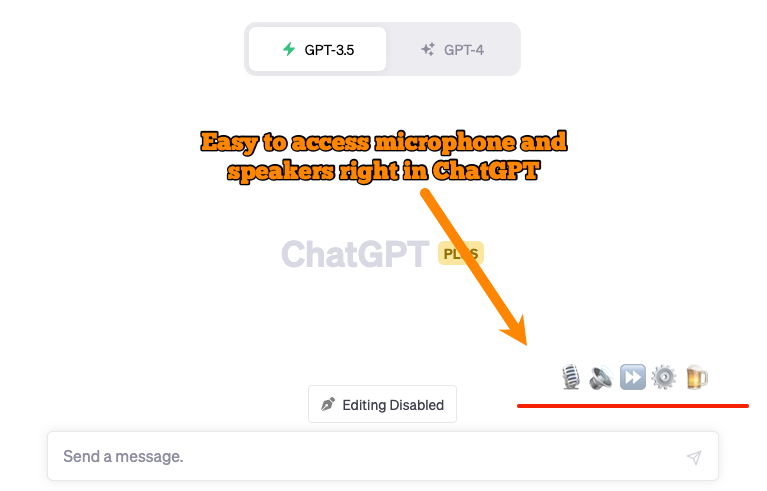 GPT-3.5
GPT-4
Easy to access microphone and
speakers right in ChatGPT
ChatGPT PLUS
Editing Disabled
Send a message.